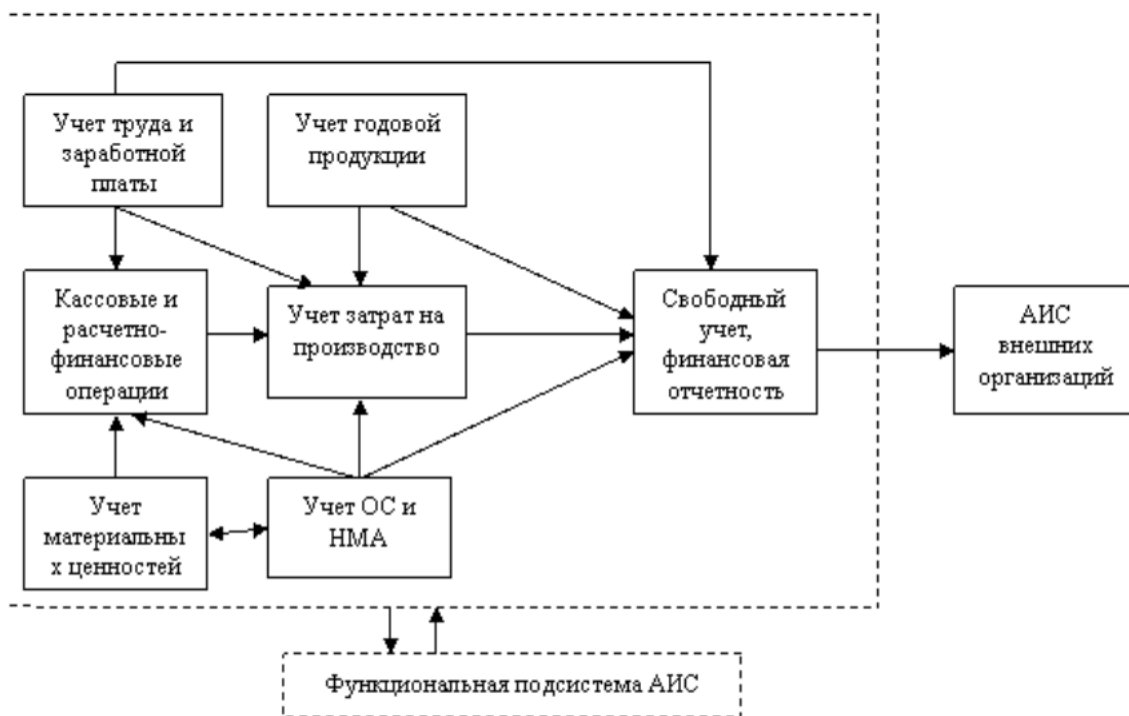 Учет труда и
заработной
платы
Учет годовой
продукции
Кассовые и
расчетно-
финансовые
операции
Учет затрат на
производство
Свободный
учет,
финансовая
отчетность
АИС
внешних
организаций
Учет
материальны
х ценностей
Учет ОС и
НМА
Функциональная подсистема АИС